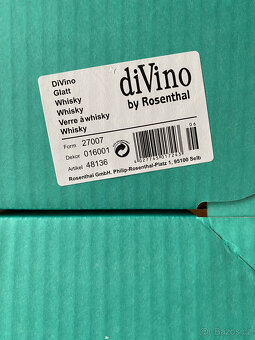 DiVino
Glatt
Whisky
Whisky
Verre à whisky
Whisky
diVino
by Rosenthal
Form 27007
Dekor 016001
Artikel 48136
06
Rosenthal GmbH. Philip-Rosenthal-Platz 1, 95100 Selb